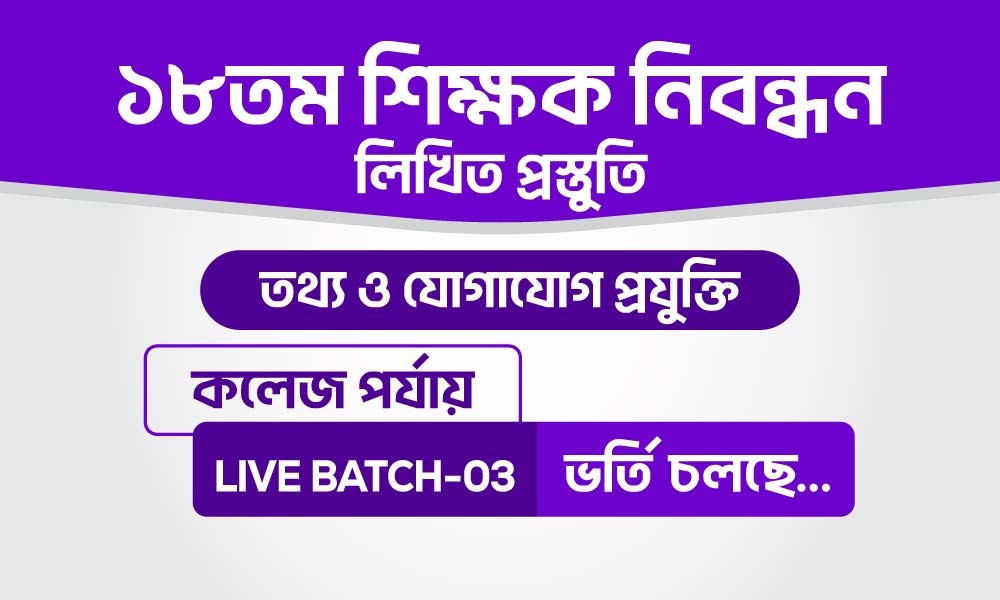 ১৮তম শিক্ষক নিবন্ধন
লিখিত প্রস্তুতি
তথ্য ও যোগাযোগ প্রযুক্তি
কলেজ পর্যায়
LIVE BATCH-03 ভর্তি চলছে...